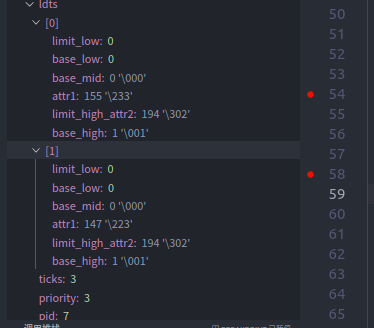 ldts
[0]
limit_low: 0
base_low: 0
base_mid: 0 '\000'
attr1: 155 '\233'
limit_high_attr2: 194 '\302'
base_high: 1 '\001'
[1]
limit_low: 0
base_low: 0
base_mid: 0 '\000'
attr1: 147 '\223'
limit_high_attr2: 194 '\302'
base_high: 1 '\001'
ticks: 3
priority: 3
pid: 7
50
51
52
53
54
55
56
57
58
59
60
61
62
63
64
65